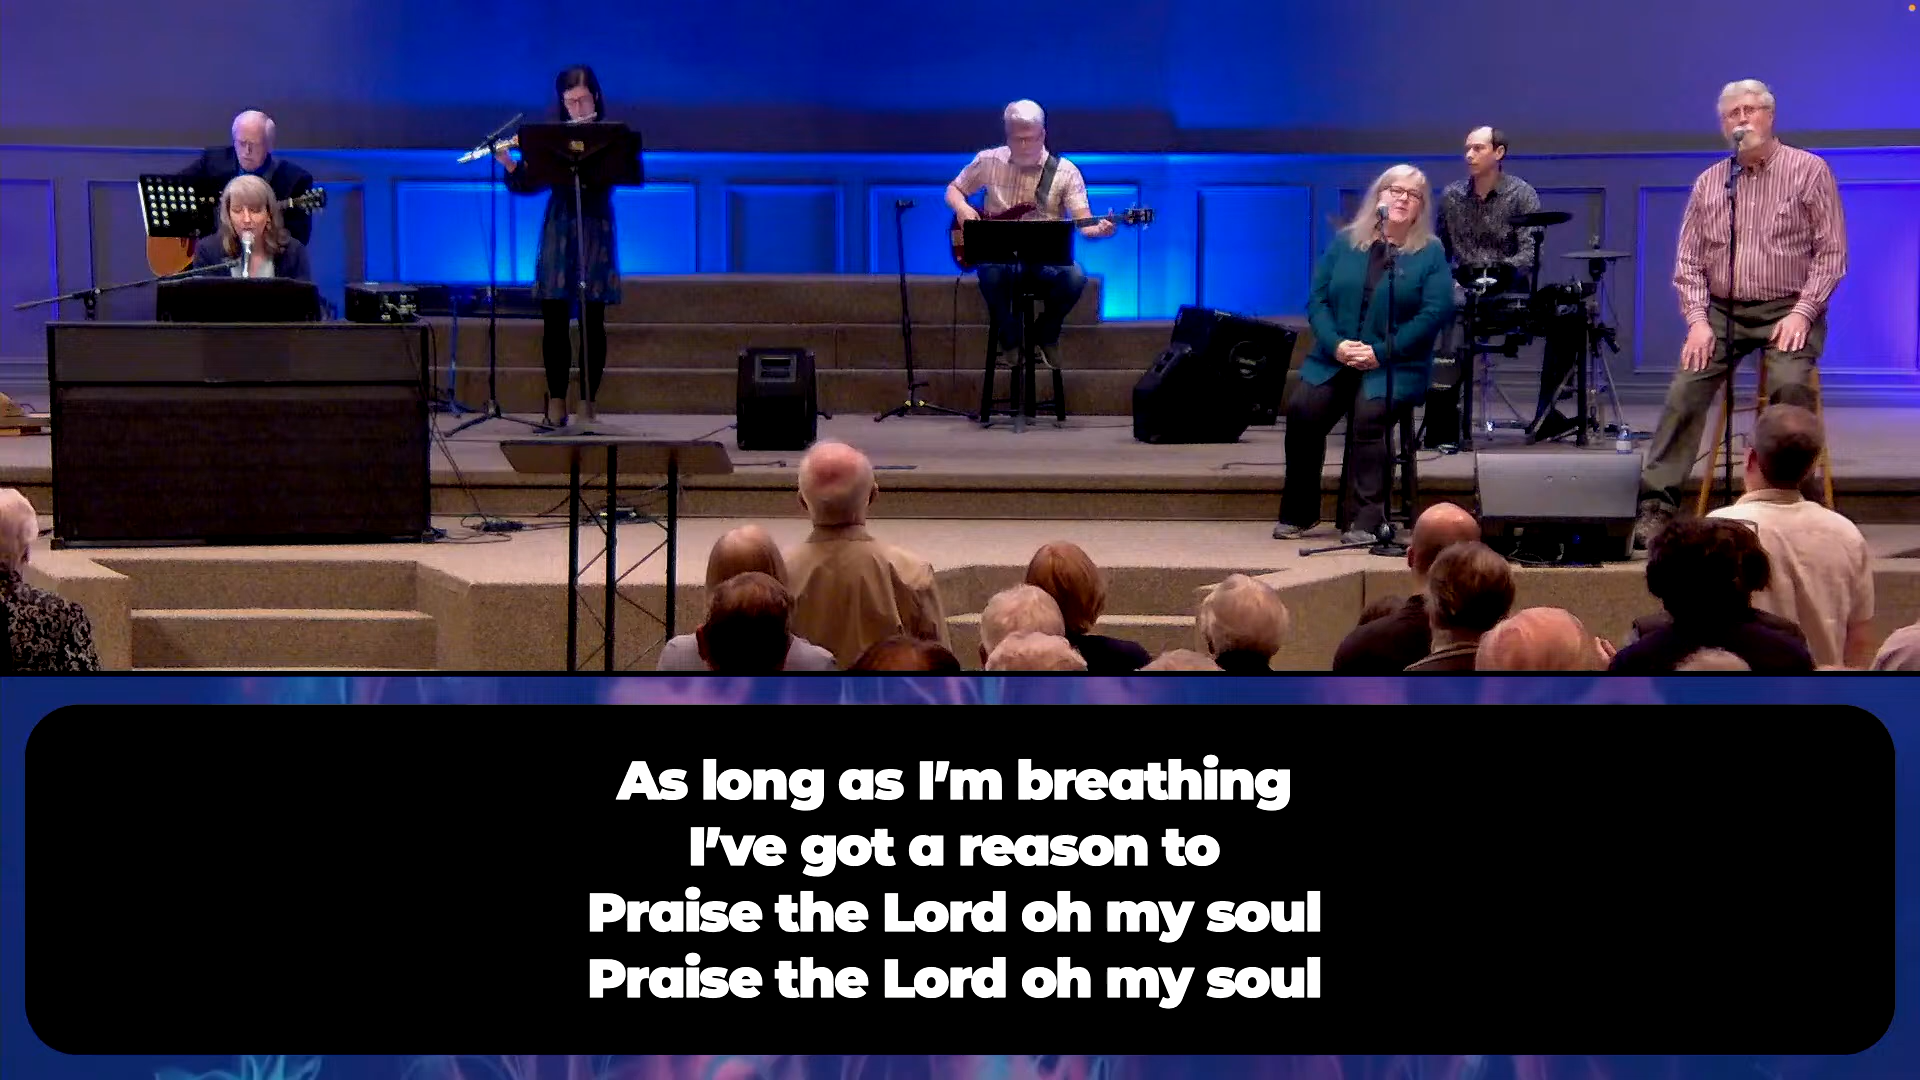 As long as I'm breathing
I've got a reason to
Praise the Lord oh my soul
Praise the Lord oh my soul